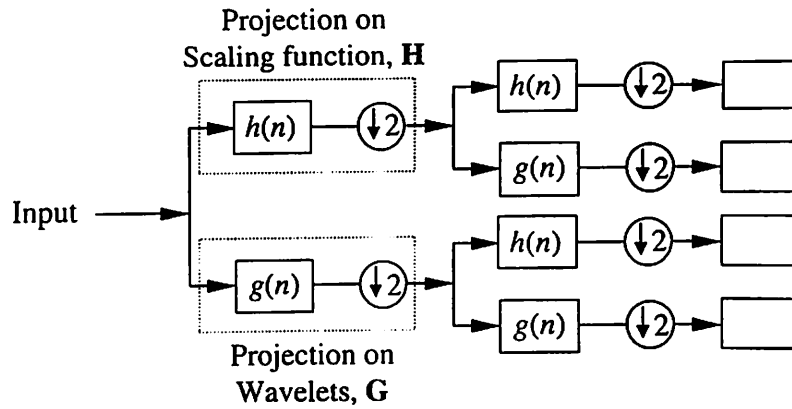 Projection on
Scaling function, H
h(n) ↓2 h(n) ↓2
g(n) ↓2
Input
g(n) ↓2 h(n) ↓2
g(n) ↓2
Projection on
Wavelets, G